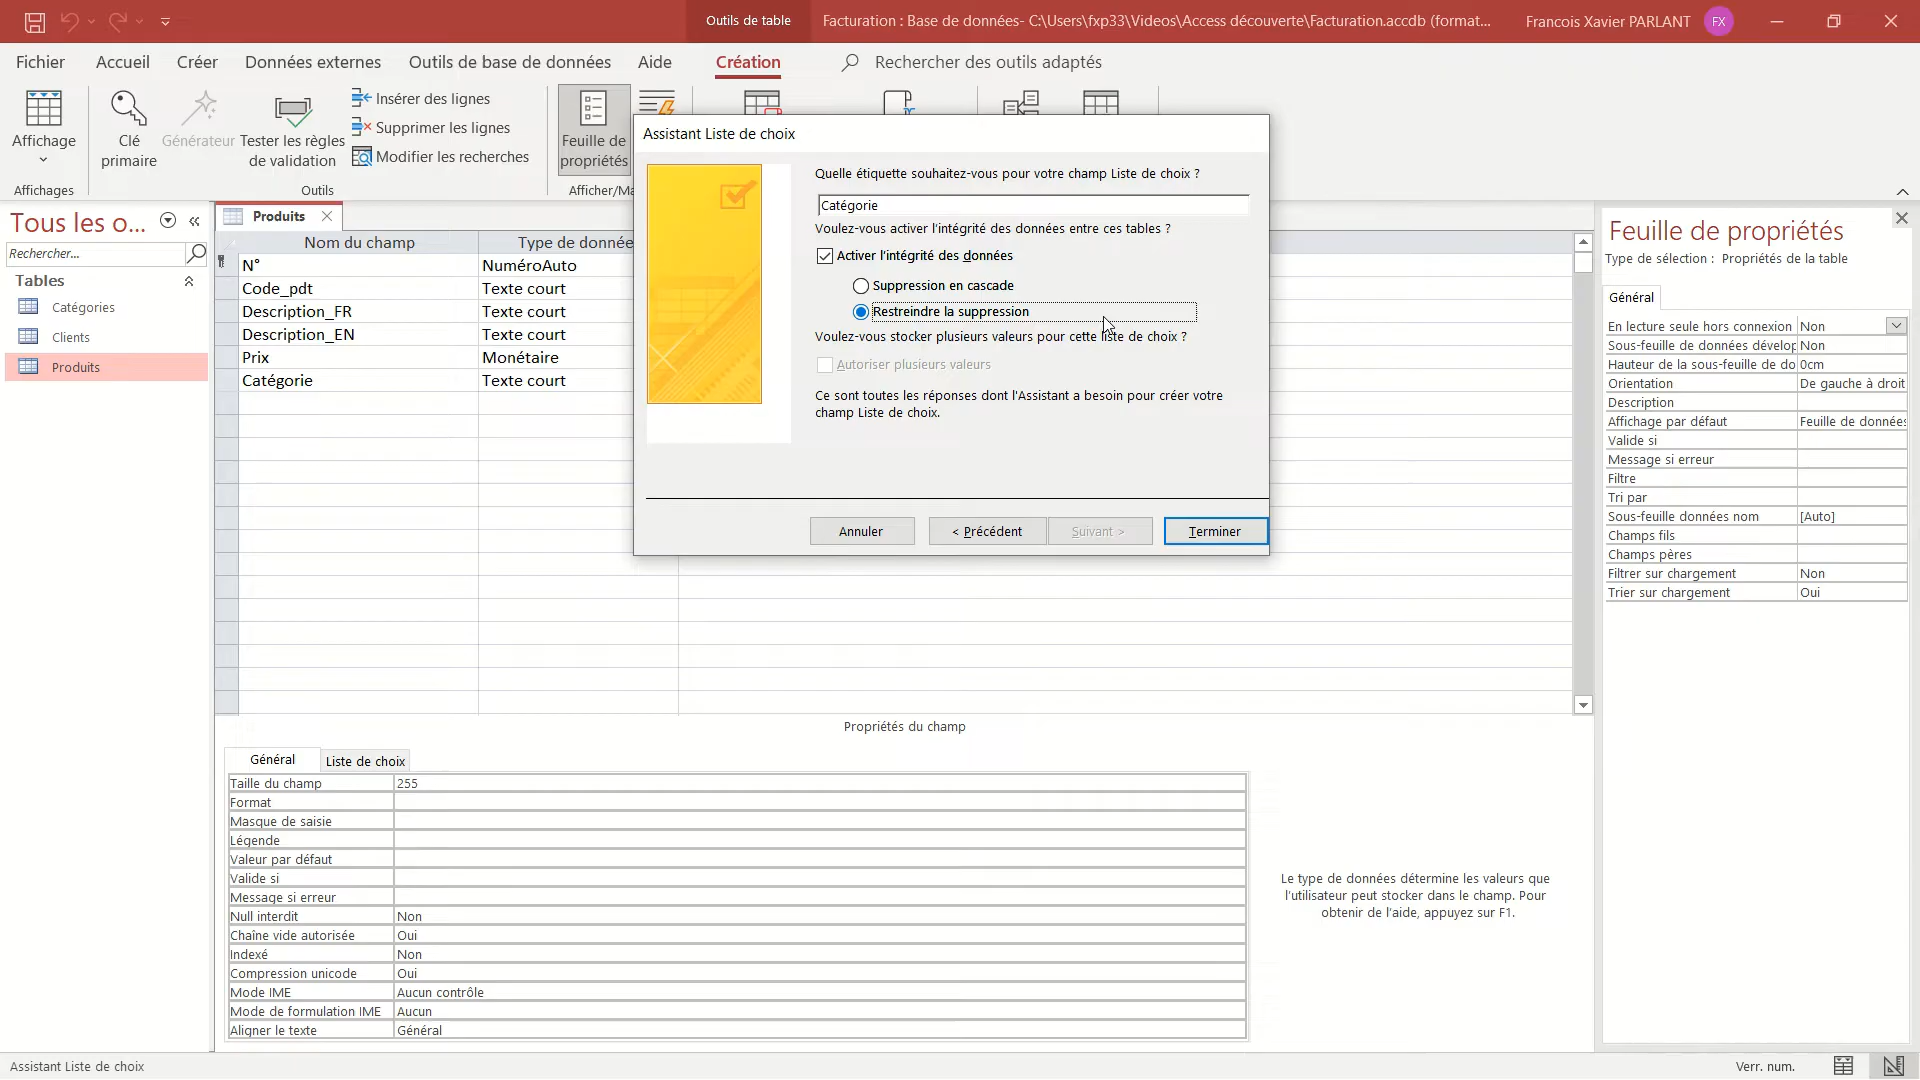 Outils de table
Facturation : Base de données- C:\Users\fxp33\Videos\Access découverte\Facturation.accdb (format...
Francois Xavier PARLANT
FX
Fichier
Accueil
Créer
Données externes
Outils de base de données
Aide
Création
Rechercher des outils adaptés
Affichage
Clé
primaire
Générateur
Tester les règles
de validation
Insérer des lignes
Supprimer les lignes
Modifier les recherches
Feuille de
propriétés
Affichages
Outils
Afficher/Ma
Tous les o...
Rechercher...
Tables
Catégories
Clients
Produits
Produits
Nom du champ
Type de donnée
N°
NuméroAuto
Code_pdt
Texte court
Description_FR
Texte court
Description_EN
Texte court
Prix
Monétaire
Catégorie
Texte court
Assistant Liste de choix
Quelle étiquette souhaitez-vous pour votre champ Liste de choix ?
Catégorie
Voulez-vous activer l'intégrité des données entre ces tables ?
Activer l'intégrité des données
Suppression en cascade
Restreindre la suppression
Voulez-vous stocker plusieurs valeurs pour cette liste de choix ?
Autoriser plusieurs valeurs
Ce sont toutes les réponses dont l'Assistant a besoin pour créer votre
champ Liste de choix.
Annuler
< Précédent
Suivant >
Terminer
Feuille de propriétés
Type de sélection : Propriétés de la table
Général
En lecture seule hors connexion
Non
Sous-feuille de données dévelop
Non
Hauteur de la sous-feuille de do
0cm
Orientation
De gauche à droit
Description
Affichage par défaut
Feuille de données
Valide si
Message si erreur
Filtre
Tri par
Sous-feuille données nom
[Auto]
Champs fils
Champs pères
Filtrer sur chargement
Non
Trier sur chargement
Oui
Propriétés du champ
Général
Liste de choix
Taille du champ
255
Format
Masque de saisie
Légende
Valeur par défaut
Valide si
Message si erreur
Null interdit
Non
Chaîne vide autorisée
Oui
Indexé
Non
Compression unicode
Oui
Mode IME
Aucun contrôle
Mode de formulation IME
Aucun
Aligner le texte
Général
Le type de données détermine les valeurs que
l'utilisateur peut stocker dans le champ. Pour
obtenir de l'aide, appuyez sur F1.
Assistant Liste de choix
Verr. num.